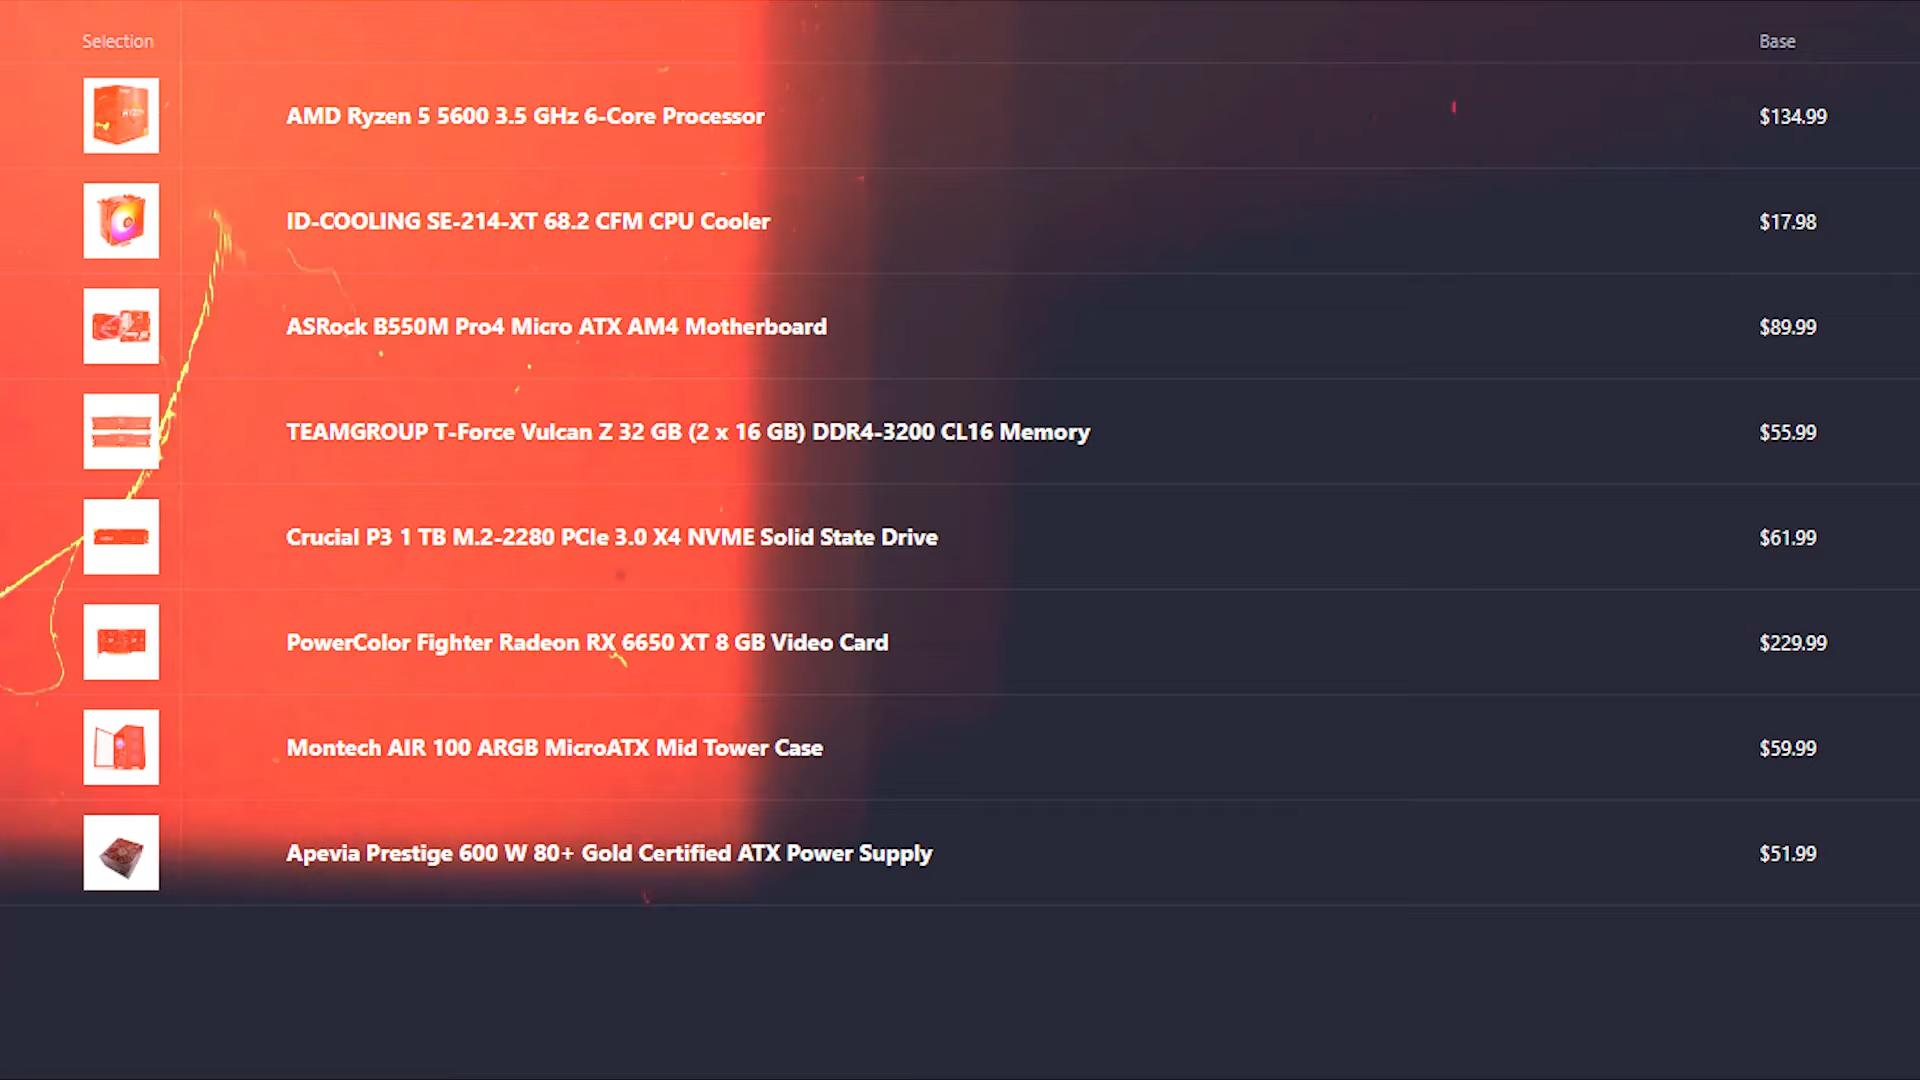 Selection Base
AMD Ryzen 5 5600 3.5 GHz 6-Core Processor $134.99
ID-COOLING SE-214-XT 68.2 CFM CPU Cooler $17.98
ASRock B550M Pro4 Micro ATX AM4 Motherboard $89.99
TEAMGROUP T-Force Vulcan Z 32 GB (2 x 16 GB) DDR4-3200 CL16 Memory $55.99
Crucial P3 1 TB M.2-2280 PCIe 3.0 X4 NVME Solid State Drive $61.99
PowerColor Fighter Radeon RX 6650 XT 8 GB Video Card $229.99
Montech AIR 100 ARGB MicroATX Mid Tower Case $59.99
Apevia Prestige 600 W 80+ Gold Certified ATX Power Supply $51.99